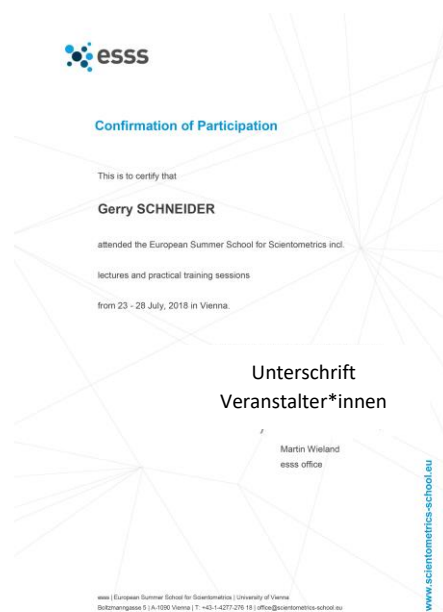 esss
Confirmation of Participation
This is to certify that
Gerry SCHNEIDER
attended the European Summer School for Scientometrics incl.
lectures and practical training sessions
from 23 - 28 July, 2018 in Vienna.
Unterschrift
Veranstalter*innen
Martin Wieland
esss office
www.scientometrics-school.eu
esss | European Summer School for Scientometrics | University of Vienna
Boltzmanngasse 5 | A-1090 Vienna | T: +43-1-4277-276 18 | office@scientometrics-school.eu